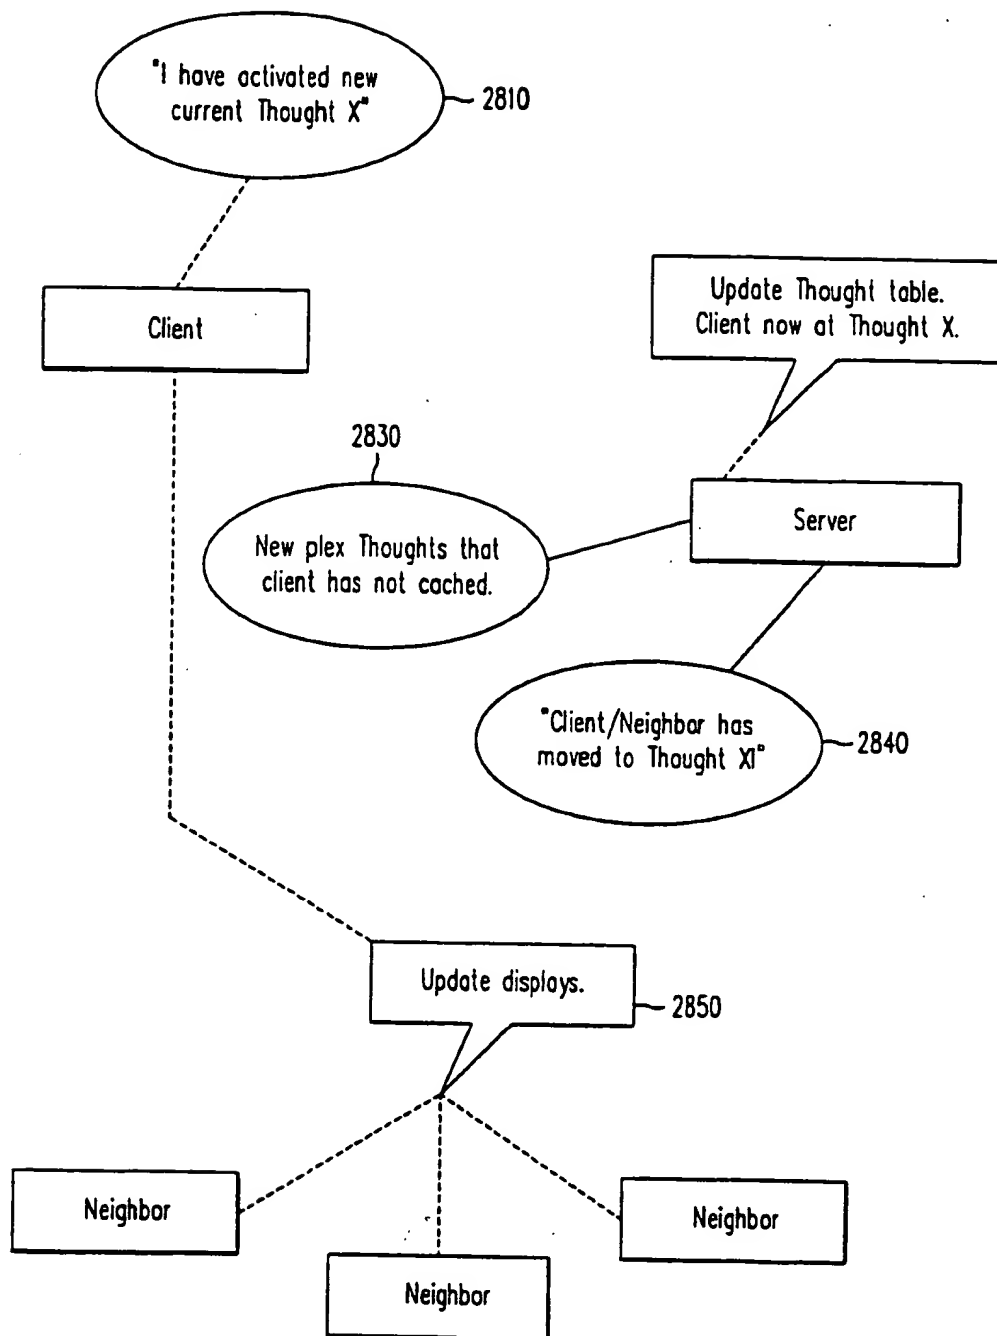 "I have activated new
current Thought X"
2810
Client
Update Thought table.
Client now at Thought X.
2830
Server
New plex Thoughts that
client has not cached.
"Client/Neighbor has
moved to Thought X!"
2840
Update displays.
2850
Neighbor
Neighbor
Neighbor